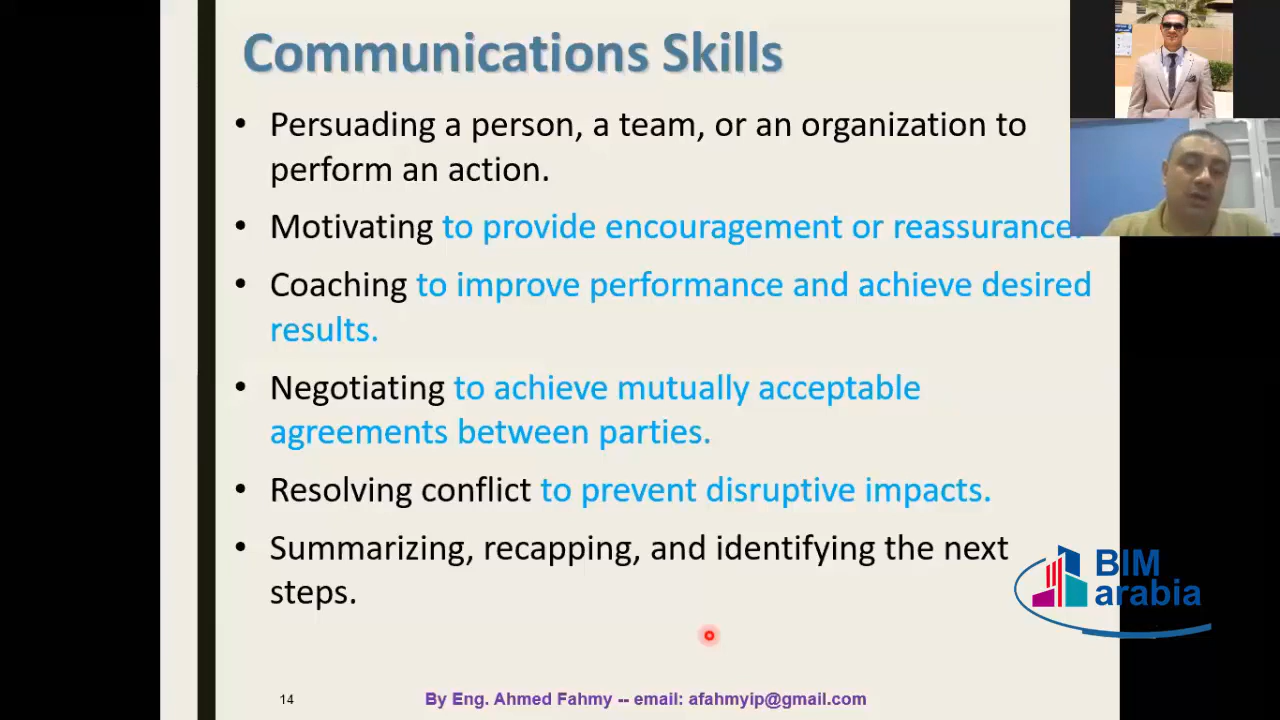 Communications Skills
• Persuading a person, a team, or an organization to
perform an action.
• Motivating to provide encouragement or reassurance.
• Coaching to improve performance and achieve desired
results.
• Negotiating to achieve mutually acceptable
agreements between parties.
• Resolving conflict to prevent disruptive impacts.
• Summarizing, recapping, and identifying the next
steps.
BIM
arabia
14
By Eng. Ahmed Fahmy -- email: afahmyip@gmail.com